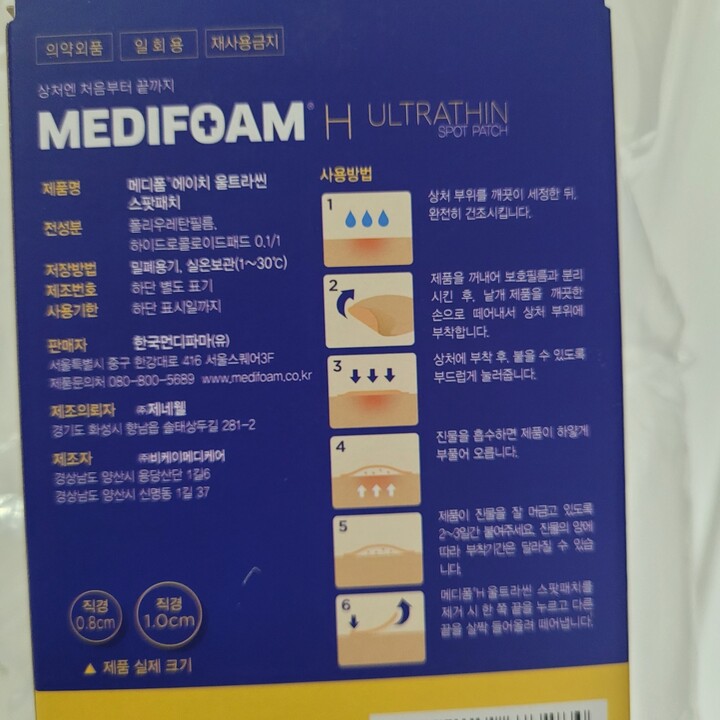 의약외품 일회용 재사용금지
상처엔 처음부터 끝까지
MEDIFOAM® H ULTRATHIN
SPOT PATCH
제품명 메디폼®에이치 울트라씬
스팟패치
전성분 폴리우레탄필름,
하이드로콜로이드패드 0.1/1
저장방법 밀폐용기, 실온보관(1~30℃)
제조번호 하단 별도 표기
사용기한 하단 표시일까지
판매자 한국먼디파마(유)
서울특별시 중구 한강대로 416 서울스퀘어3F
제품문의처 080-800-5689 www.medifoam.co.kr
제조의뢰자 ㈜제네웰
경기도 화성시 향남읍 솔태상두길 281-2
제조자 ㈜비케이메디케어
경상남도 양산시 웅당산단 1길6
경상남도 양산시 신명동 1길 37
직경
0.8cm
직경
1.0cm
▲ 제품 실제 크기
사용방법
1
상처 부위를 깨끗이 세정한 뒤,
완전히 건조시킵니다.
2
제품을 꺼내어 보호필름과 분리
시킨 후, 낱개 제품을 깨끗한
손으로 떼어내서 상처 부위에
부착합니다.
3
상처에 부착 후, 붙을 수 있도록
부드럽게 눌러줍니다.
4
진물을 흡수하면 제품이 하얗게
부풀어 오릅니다.
5
제품이 진물을 잘 머금고 있도록
2~3일간 붙여주세요. 진물의 양에
따라 부착기간은 달라질 수 있습
니다.
6
메디폼®H 울트라씬 스팟패치를
제거 시 한 쪽 끝을 누르고 다른
끝을 살짝 들어올려 떼어냅니다.